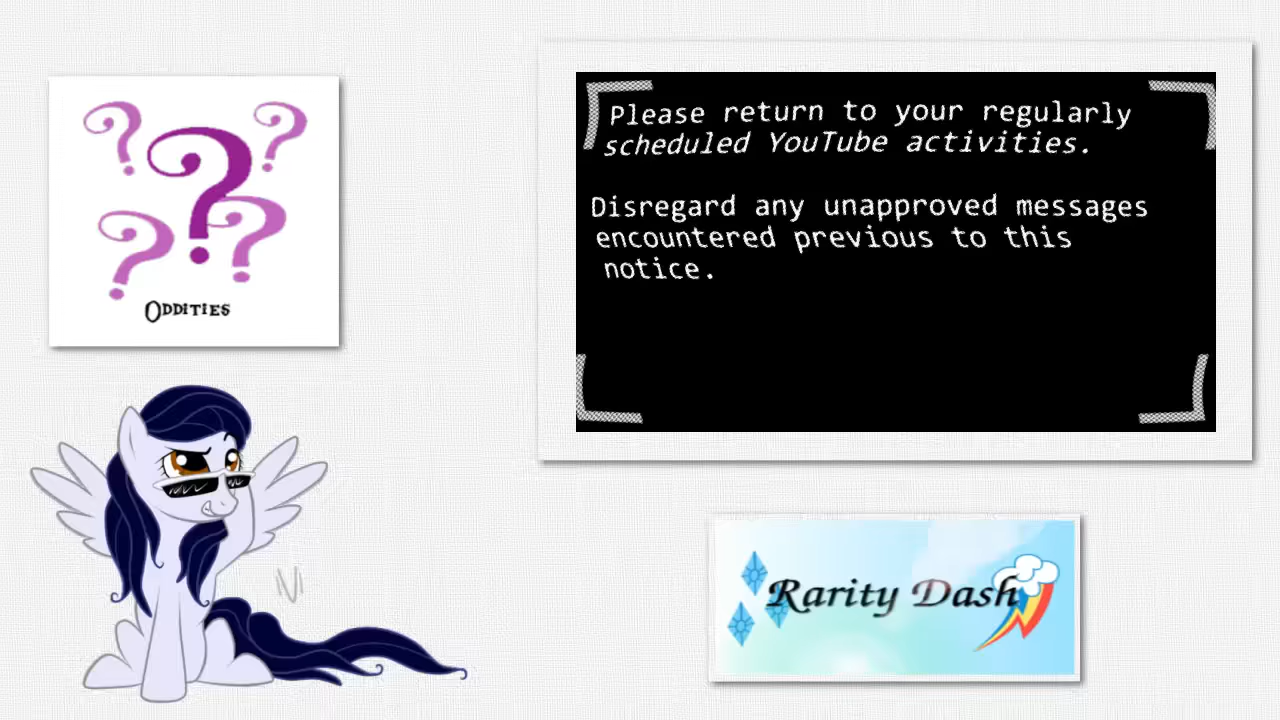 Please return to your regularly
scheduled YouTube activities.
Disregard any unapproved messages
encountered previous to this
notice.
ODDITIES
Rarity Dash